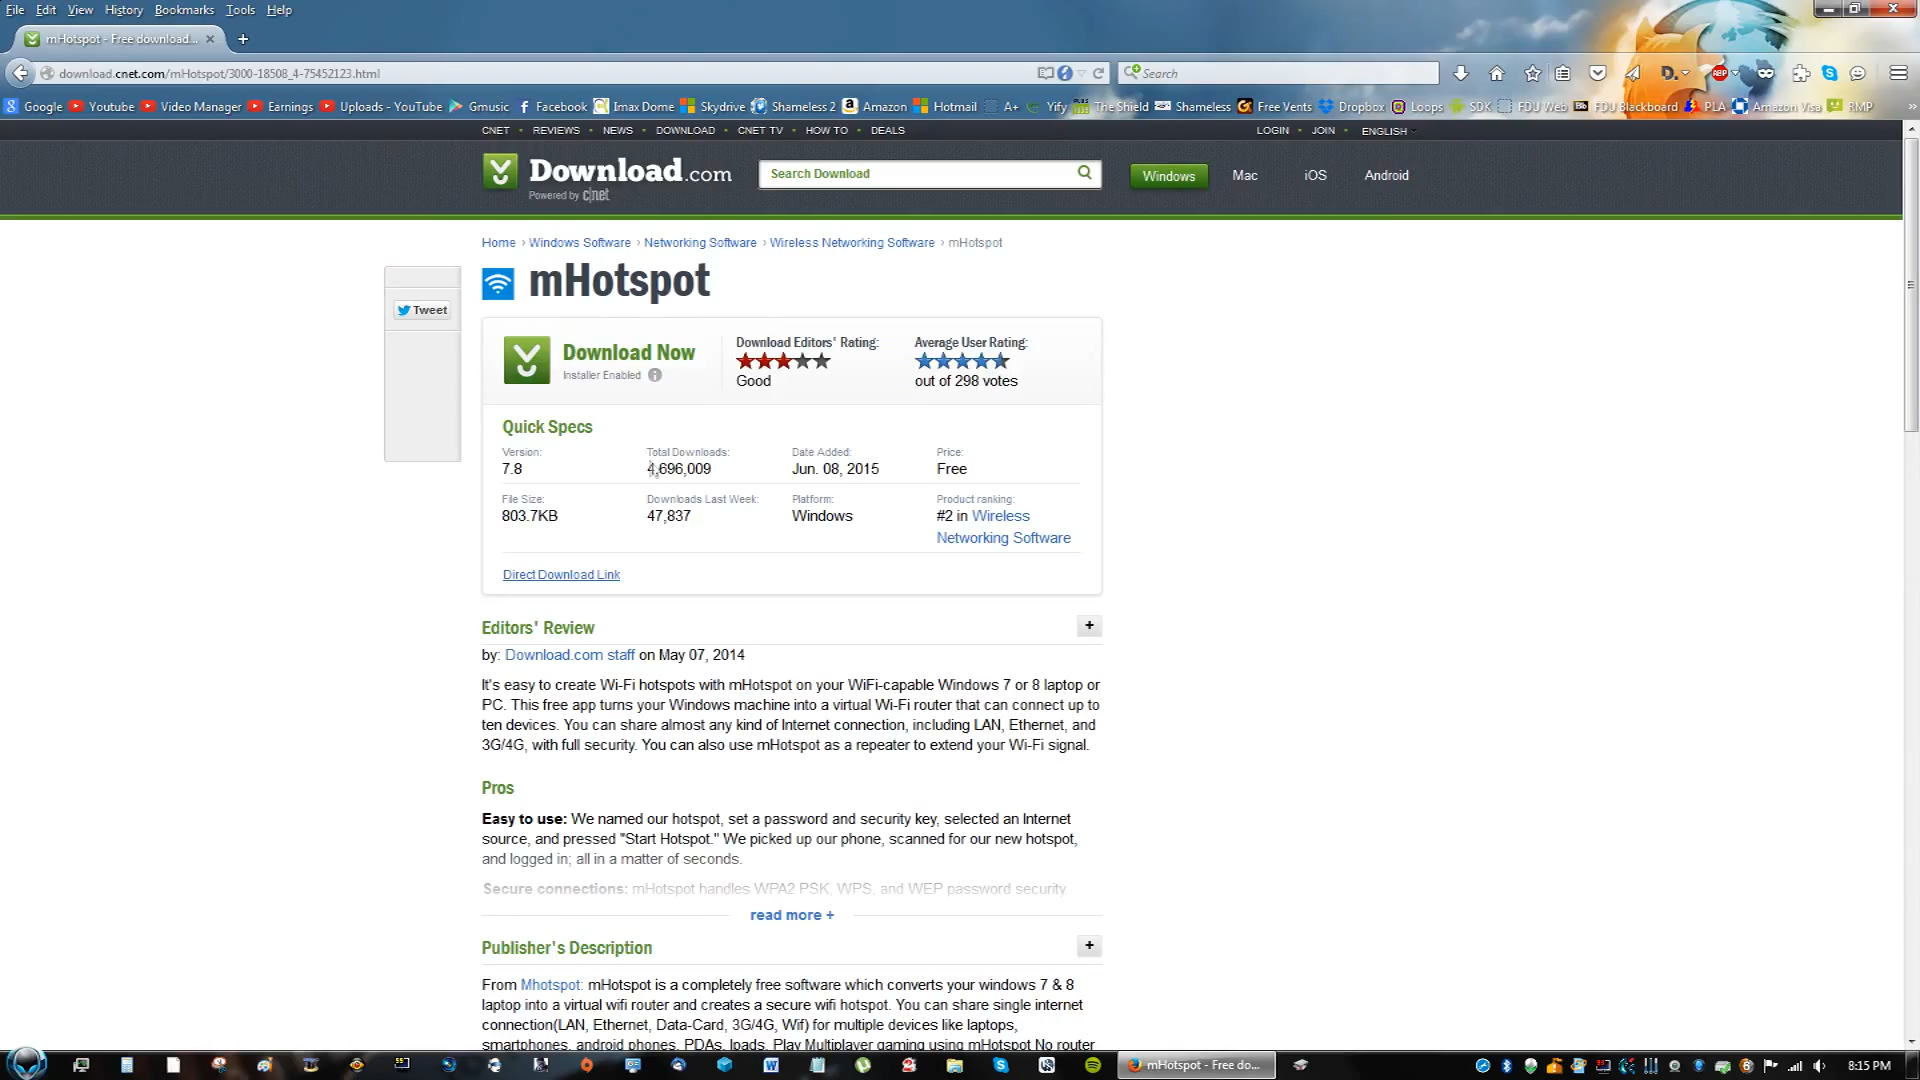 File Edit View History Bookmarks Tools Help
mHotspot - Free download...
download.cnet.com/mHotspot/3000-18508_4-75452123.html
Search
ABP
Google Youtube Video Manager Earnings Uploads - YouTube Gmusic Facebook Imax Dome Skydrive Shameless 2 Amazon Hotmail A+ Yify The Shield Shameless Free Vents Dropbox Loops SDK FDU Web FDU Blackboard PLA Amazon Visa RMP
CNET REVIEWS NEWS DOWNLOAD CNET TV HOW TO DEALS LOGIN JOIN ENGLISH
Download.com
Powered by c|net
Search Download
Windows Mac iOS Android
Home › Windows Software › Networking Software › Wireless Networking Software › mHotspot
mHotspot
Tweet
Download Now
Installer Enabled
Download Editors' Rating:
Good
Average User Rating:
out of 298 votes
Quick Specs
Version: Total Downloads: Date Added: Price:
7.8 4,696,009 Jun. 08, 2015 Free
File Size: Downloads Last Week: Platform: Product ranking:
803.7KB 47,837 Windows #2 in Wireless
Networking Software
Direct Download Link
Editors' Review +
by: Download.com staff on May 07, 2014
It's easy to create Wi-Fi hotspots with mHotspot on your WiFi-capable Windows 7 or 8 laptop or
PC. This free app turns your Windows machine into a virtual Wi-Fi router that can connect up to
ten devices. You can share almost any kind of Internet connection, including LAN, Ethernet, and
3G/4G, with full security. You can also use mHotspot as a repeater to extend your Wi-Fi signal.
Pros
Easy to use: We named our hotspot, set a password and security key, selected an Internet
source, and pressed "Start Hotspot." We picked up our phone, scanned for our new hotspot,
and logged in; all in a matter of seconds.
Secure connections: mHotspot handles WPA2 PSK, WPS, and WEP password security.
read more +
Publisher's Description +
From Mhotspot: mHotspot is a completely free software which converts your windows 7 & 8
laptop into a virtual wifi router and creates a secure wifi hotspot. You can share single internet
connection(LAN, Ethernet, Data-Card, 3G/4G, Wif) for multiple devices like laptops,
smartphones, android phones, PDAs, Ipads. Play Multiplayer gaming using mHotspot No router
mHotspot - Free do...
8:15 PM